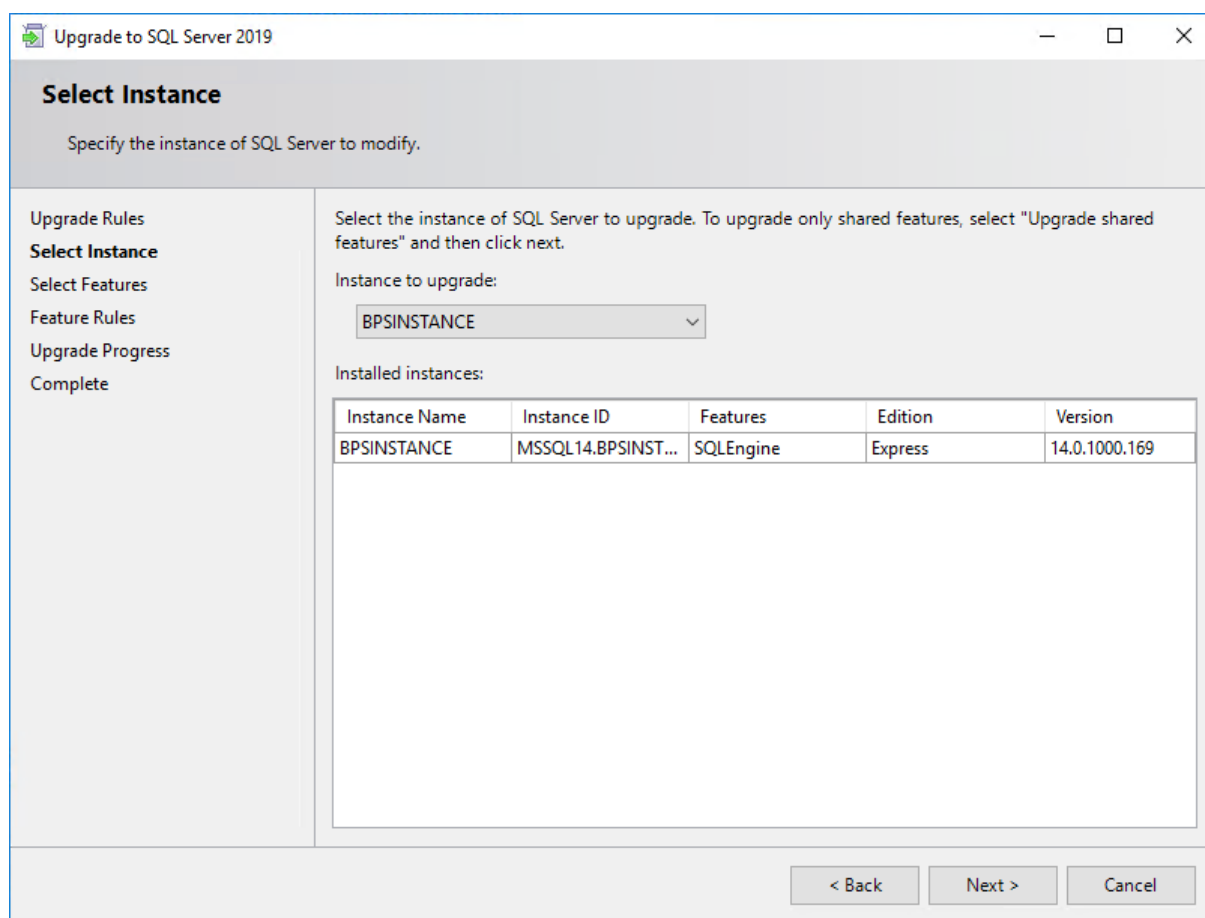 Upgrade to SQL Server 2019
Select Instance
Specify the instance of SQL Server to modify.
Upgrade Rules
Select Instance
Select Features
Feature Rules
Upgrade Progress
Complete
Select the instance of SQL Server to upgrade. To upgrade only shared features, select "Upgrade shared
features" and then click next.
Instance to upgrade:
BPSINSTANCE
Installed instances:
Instance Name Instance ID Features Edition Version
BPSINSTANCE MSSQL14.BPSINST... SQLEngine Express 14.0.1000.169
< Back Next > Cancel